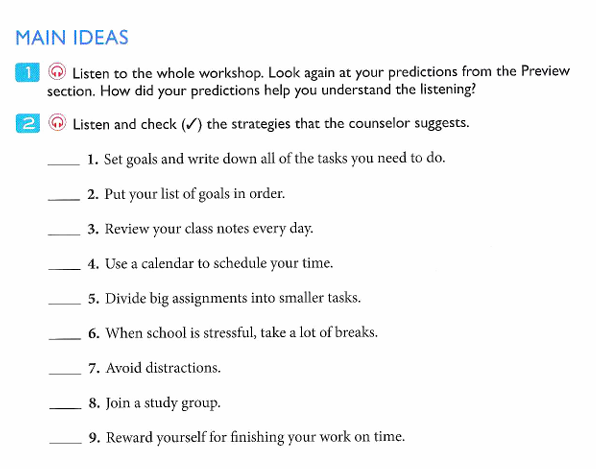 MAIN IDEAS
1 Listen to the whole workshop. Look again at your predictions from the Preview
section. How did your predictions help you understand the listening?
2 Listen and check (✓) the strategies that the counselor suggests.
____ 1. Set goals and write down all of the tasks you need to do.
____ 2. Put your list of goals in order.
____ 3. Review your class notes every day.
____ 4. Use a calendar to schedule your time.
____ 5. Divide big assignments into smaller tasks.
____ 6. When school is stressful, take a lot of breaks.
____ 7. Avoid distractions.
____ 8. Join a study group.
____ 9. Reward yourself for finishing your work on time.